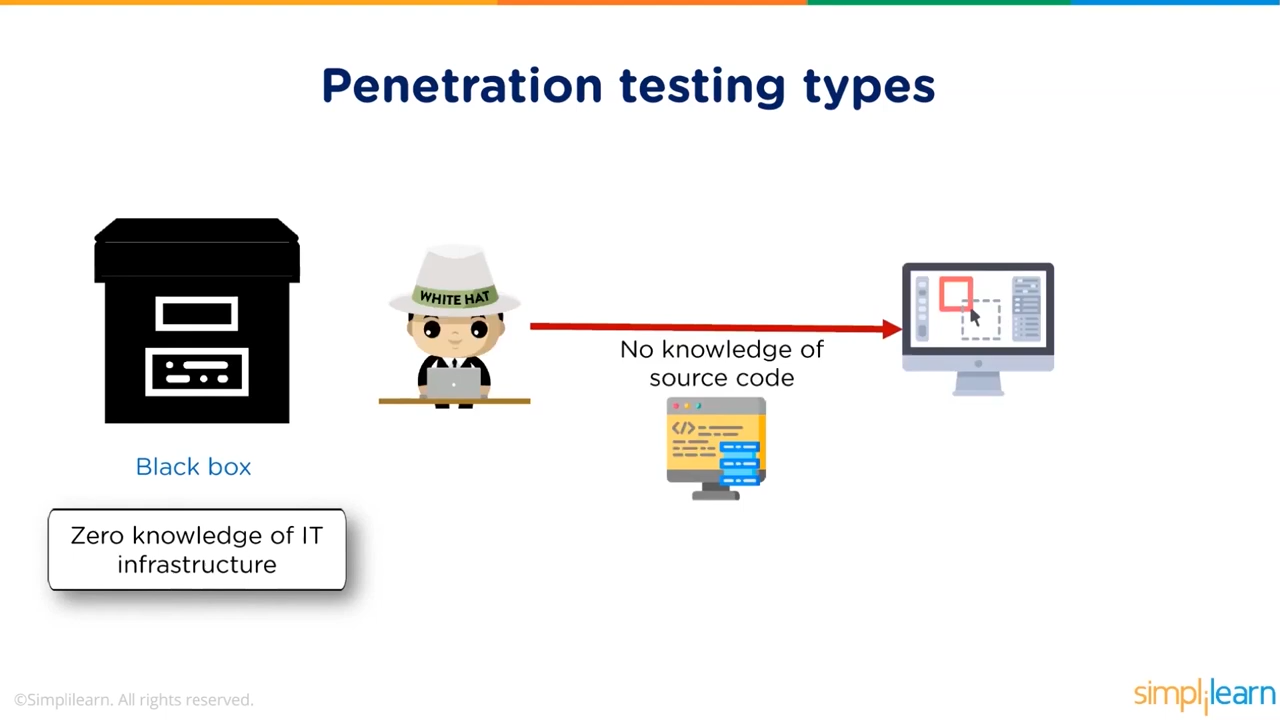 Penetration testing types
WHITE HAT
No knowledge of
source code
</>
Black box
Zero knowledge of IT
infrastructure
©Simplilearn. All rights reserved.
simplilearn